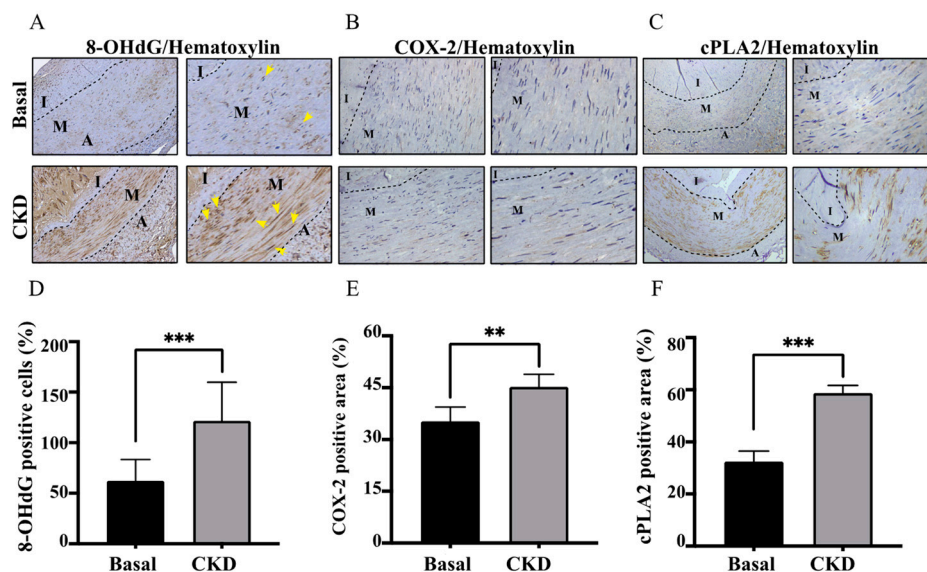 A
B
C
8-OHdG/Hematoxylin
COX-2/Hematoxylin
cPLA2/Hematoxylin
Basal
I
M
A
M
I
M
I
M
I
M
A
I
M
CKD
I
M
A
M
A
I
M
I
M
I
M
A
I
M
D
E
F
8-OHdG positive cells (%)
200
150
100
50
0
***
Basal
CKD
COX-2 positive area (%)
60
45
30
15
0
**
Basal
CKD
cPLA2 positive area (%)
80
60
40
20
0
***
Basal
CKD